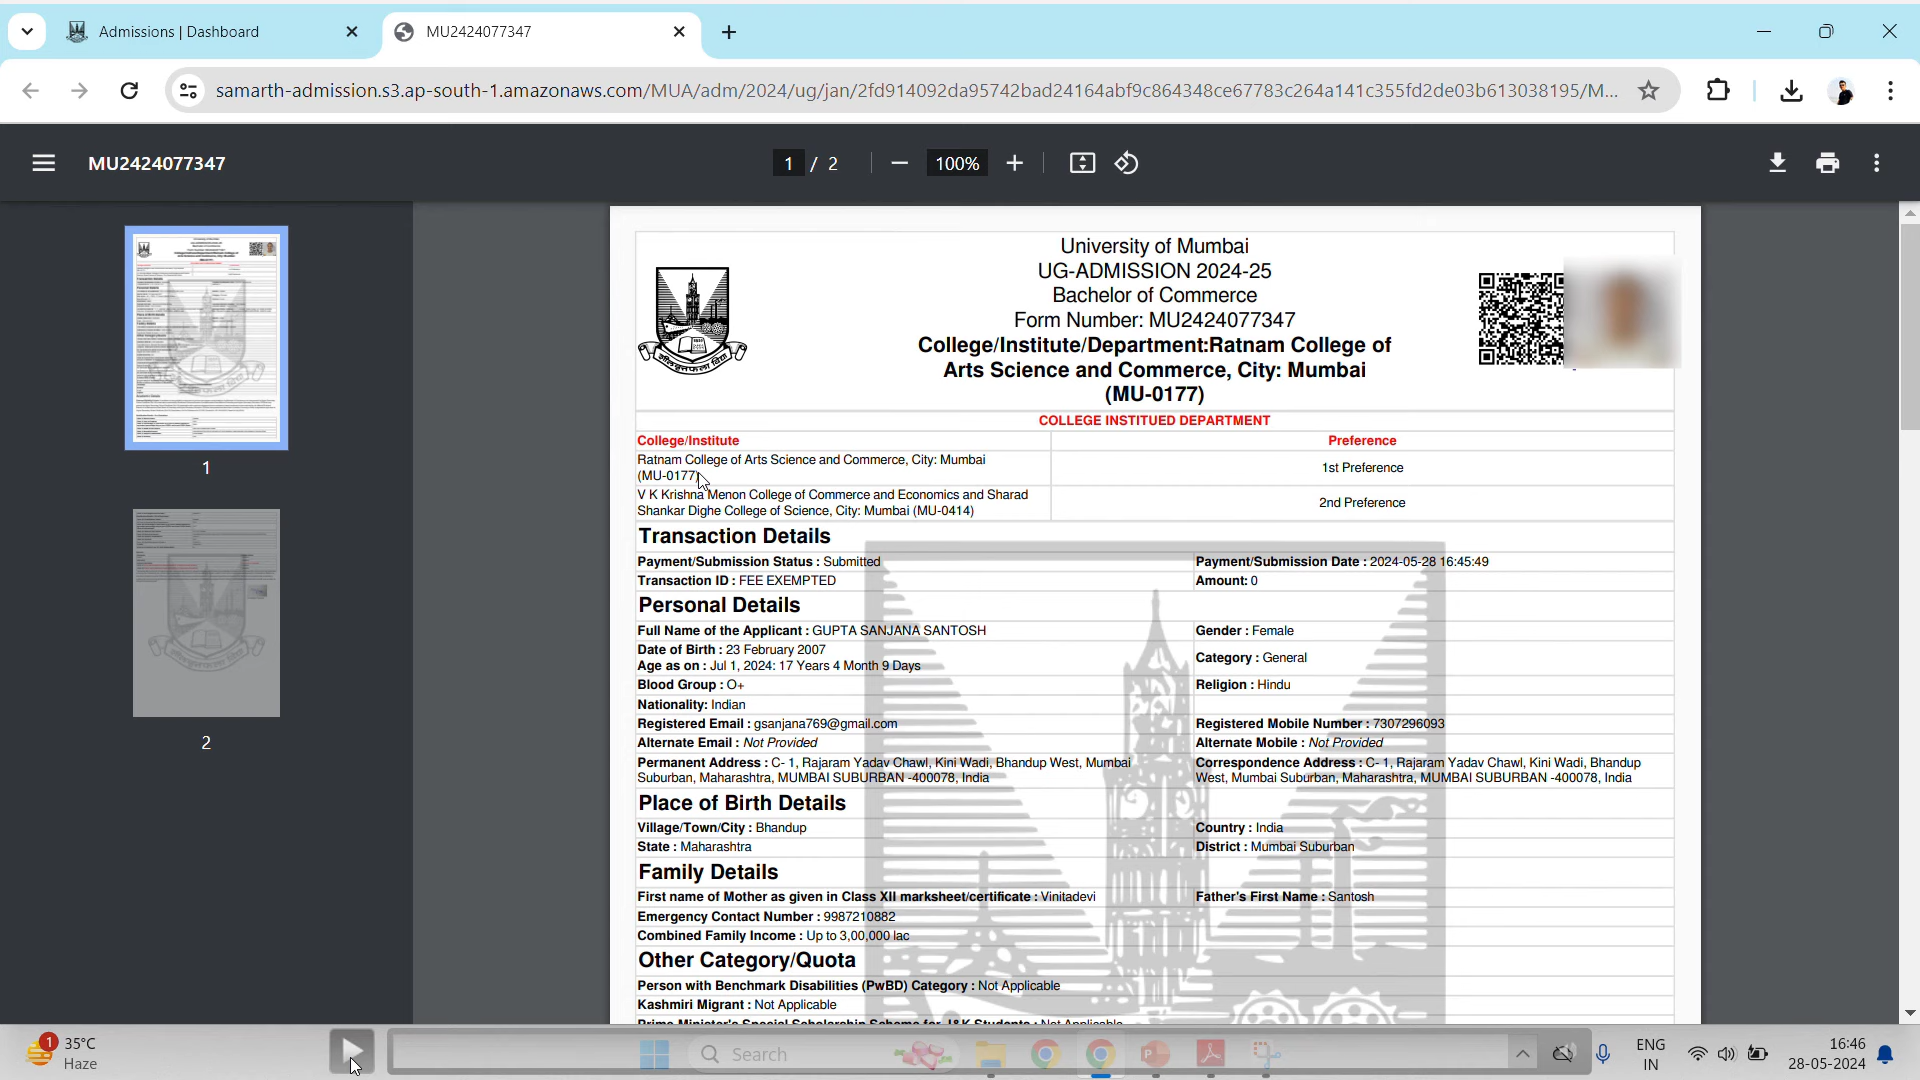 Admissions | Dashboard
MU2424077347
samarth-admission.s3.ap-south-1.amazonaws.com/MUA/adm/2024/ug/jan/2fd914092da95742bad24164abf9c864348ce67783c264a141c355fd2de03b613038195/M...
MU2424077347
1 / 2
100%
1
2
University of Mumbai
UG-ADMISSION 2024-25
Bachelor of Commerce
Form Number: MU2424077347
College/Institute/Department:Ratnam College of
Arts Science and Commerce, City: Mumbai
(MU-0177)
COLLEGE INSTITUED DEPARTMENT
College/Institute Preference
Ratnam College of Arts Science and Commerce, City: Mumbai
(MU-0177) 1st Preference
V K Krishna Menon College of Commerce and Economics and Sharad
Shankar Dighe College of Science, City: Mumbai (MU-0414) 2nd Preference
Transaction Details
Payment/Submission Status : Submitted Payment/Submission Date : 2024-05-28 16:45:49
Transaction ID : FEE EXEMPTED Amount: 0
Personal Details
Full Name of the Applicant : GUPTA SANJANA SANTOSH Gender : Female
Date of Birth : 23 February 2007
Age as on : Jul 1, 2024: 17 Years 4 Month 9 Days Category : General
Blood Group : O+ Religion : Hindu
Nationality: Indian
Registered Email : gsanjana769@gmail.com Registered Mobile Number : 7307296093
Alternate Email : Not Provided Alternate Mobile : Not Provided
Permanent Address : C- 1, Rajaram Yadav Chawl, Kini Wadi, Bhandup West, Mumbai
Suburban, Maharashtra, MUMBAI SUBURBAN -400078, India
Correspondence Address : C- 1, Rajaram Yadav Chawl, Kini Wadi, Bhandup
West, Mumbai Suburban, Maharashtra, MUMBAI SUBURBAN -400078, India
Place of Birth Details
Village/Town/City : Bhandup Country : India
State : Maharashtra District : Mumbai Suburban
Family Details
First name of Mother as given in Class XII marksheet/certificate : Vinitadevi Father's First Name : Santosh
Emergency Contact Number : 9987210882
Combined Family Income : Up to 3,00,000 lac
Other Category/Quota
Person with Benchmark Disabilities (PwBD) Category : Not Applicable
Kashmiri Migrant : Not Applicable
Prime Minister's Special Scholarship Scheme for J&K Students : Not Applicable
1
35°C
Haze
Search
ENG
IN
16:46
28-05-2024